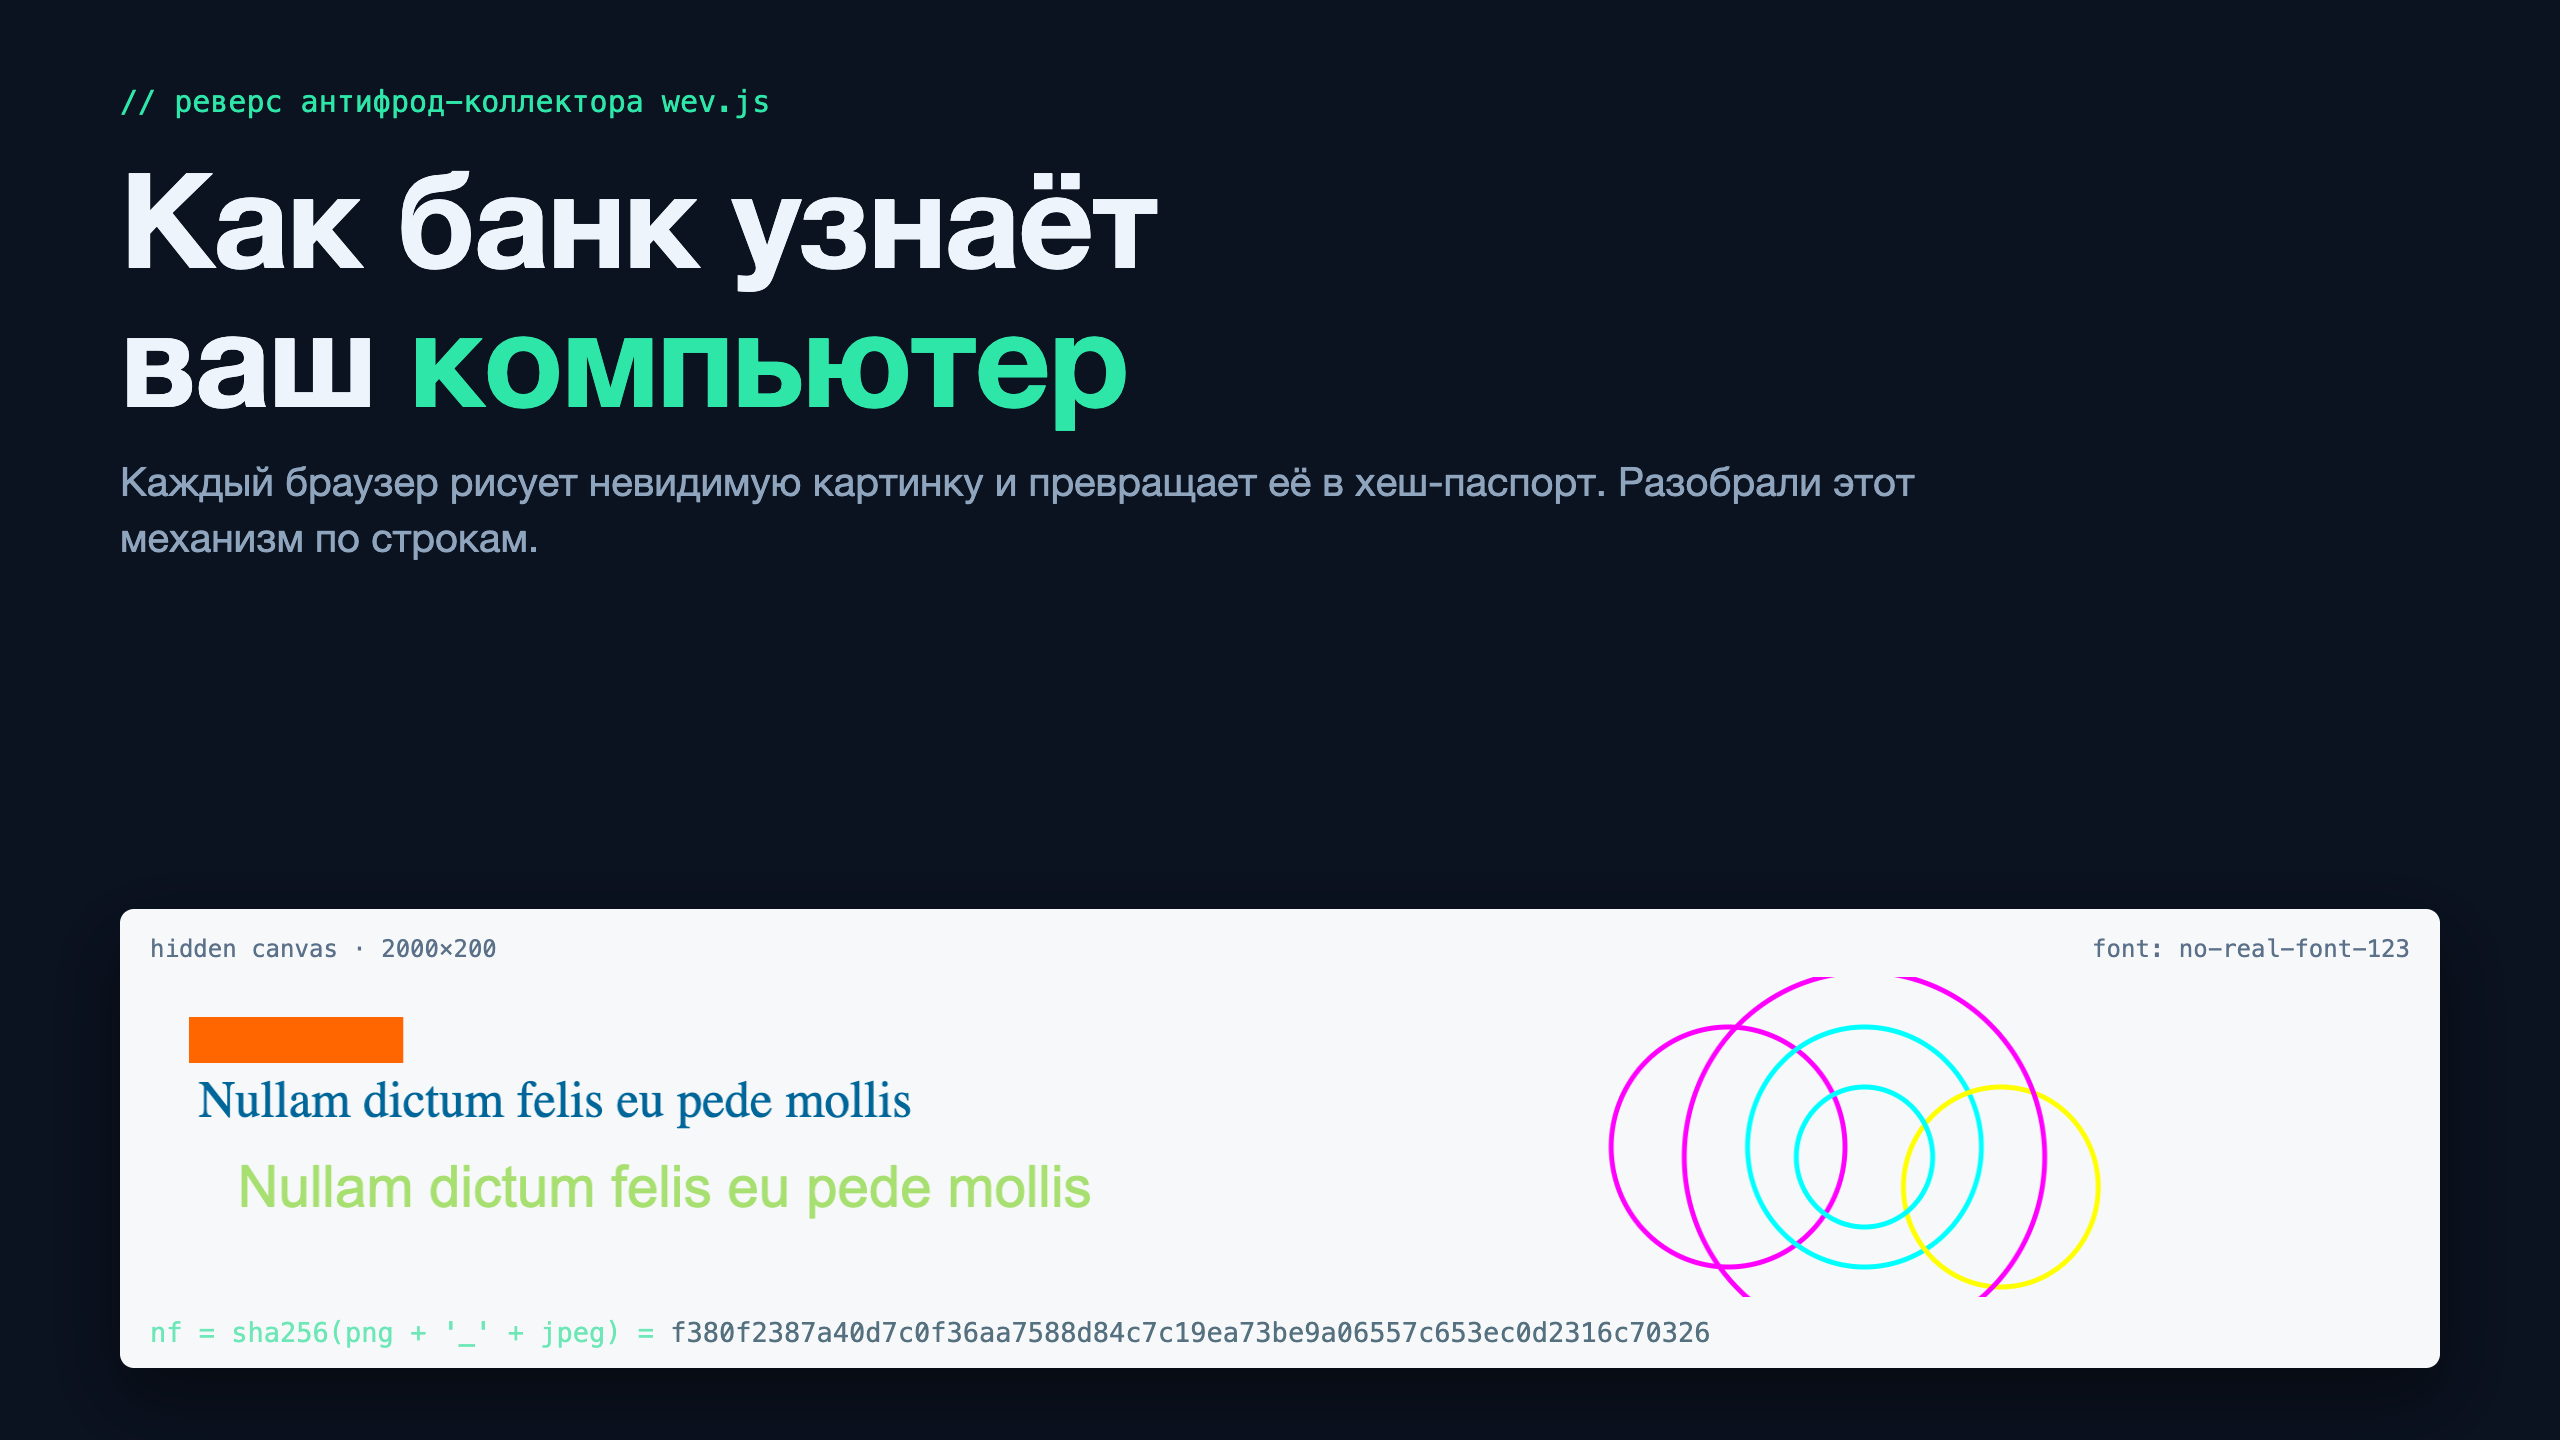 // реверс антифрод-коллектора wev.js
Как банк узнаёт
ваш компьютер
Каждый браузер рисует невидимую картинку и превращает её в хеш-паспорт. Разобрали этот
механизм по строкам.
hidden canvas · 2000×200
font: no-real-font-123
Nullam dictum felis eu pede mollis
Nullam dictum felis eu pede mollis
nf = sha256(png + '_' + jpeg) = f380f2387a40d7c0f36aa7588d84c7c19ea73be9a06557c653ec0d2316c70326